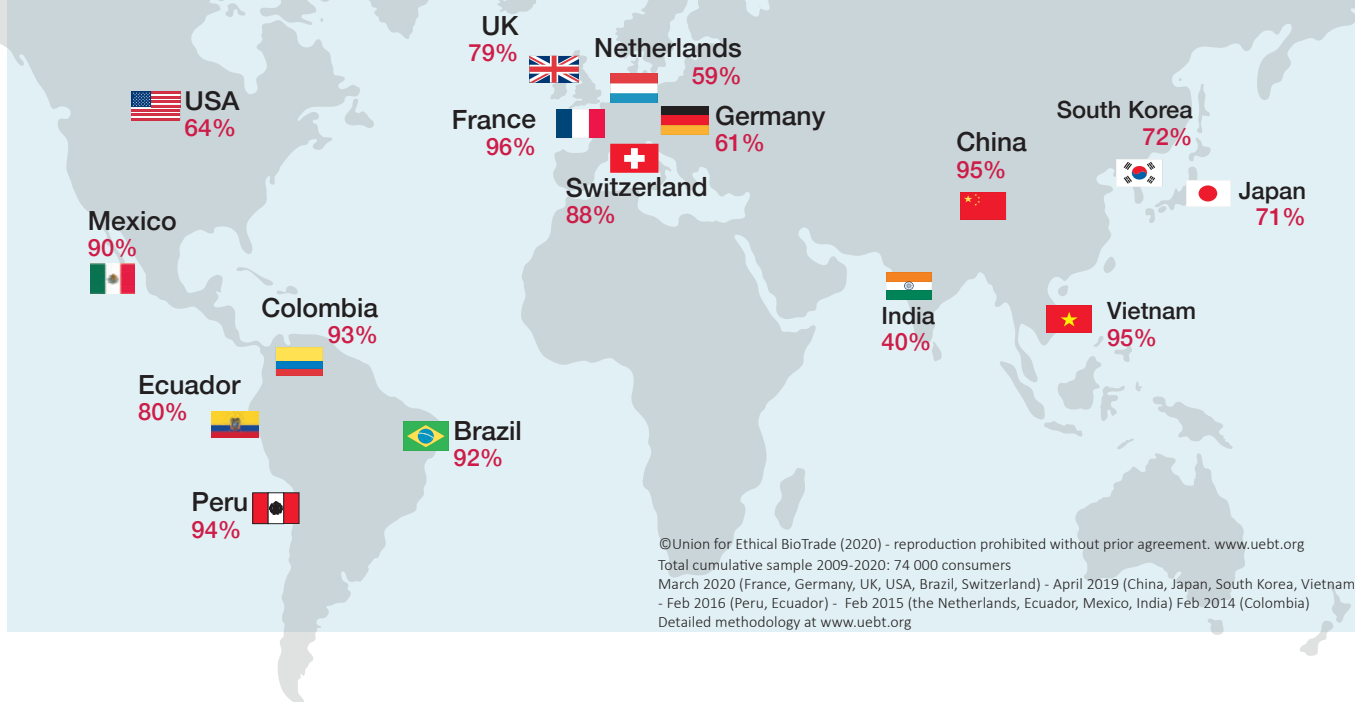 UK
79%
Netherlands
59%
USA
64%
France
96%
Germany
61%
South Korea
72%
China
95%
Switzerland
88%
Japan
71%
Mexico
90%
India
40%
Vietnam
95%
Colombia
93%
Ecuador
80%
Brazil
92%
Peru
94%
©Union for Ethical BioTrade (2020) - reproduction prohibited without prior agreement. www.uebt.org
Total cumulative sample 2009-2020: 74 000 consumers
March 2020 (France, Germany, UK, USA, Brazil, Switzerland) - April 2019 (China, Japan, South Korea, Vietnam
- Feb 2016 (Peru, Ecuador) - Feb 2015 (the Netherlands, Ecuador, Mexico, India) Feb 2014 (Colombia)
Detailed methodology at www.uebt.org